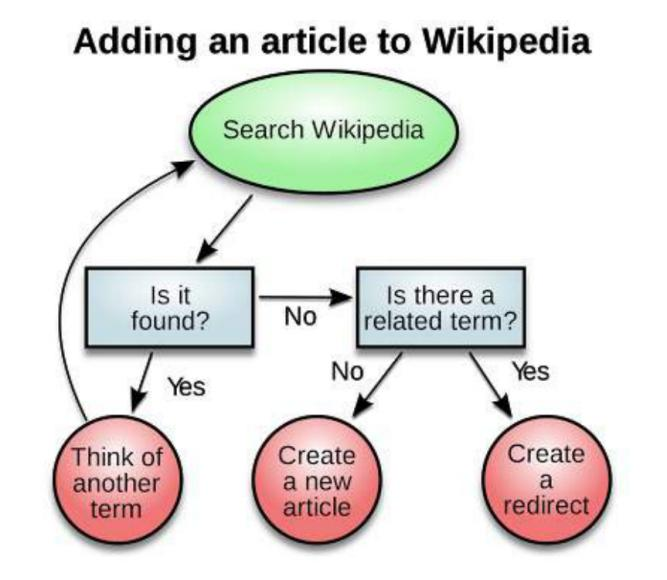 Adding an article to Wikipedia
Search Wikipedia
Is it
found?
No
Is there a
related term?
Yes
No
Yes
Think of
another
term
Create
a new
article
Create
a
redirect